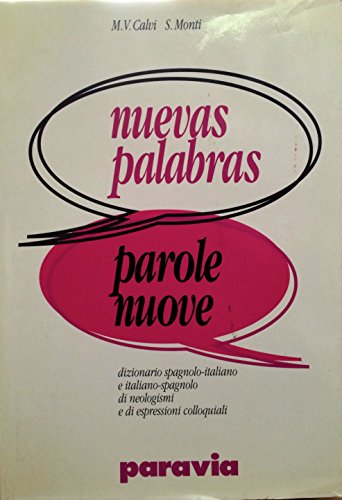 M.V. Calvi S. Monti
nuevas
palabras
parole
nuove
dizionario spagnolo-italiano
e italiano-spagnolo
di neologismi
e di espressioni colloquiali
paravia